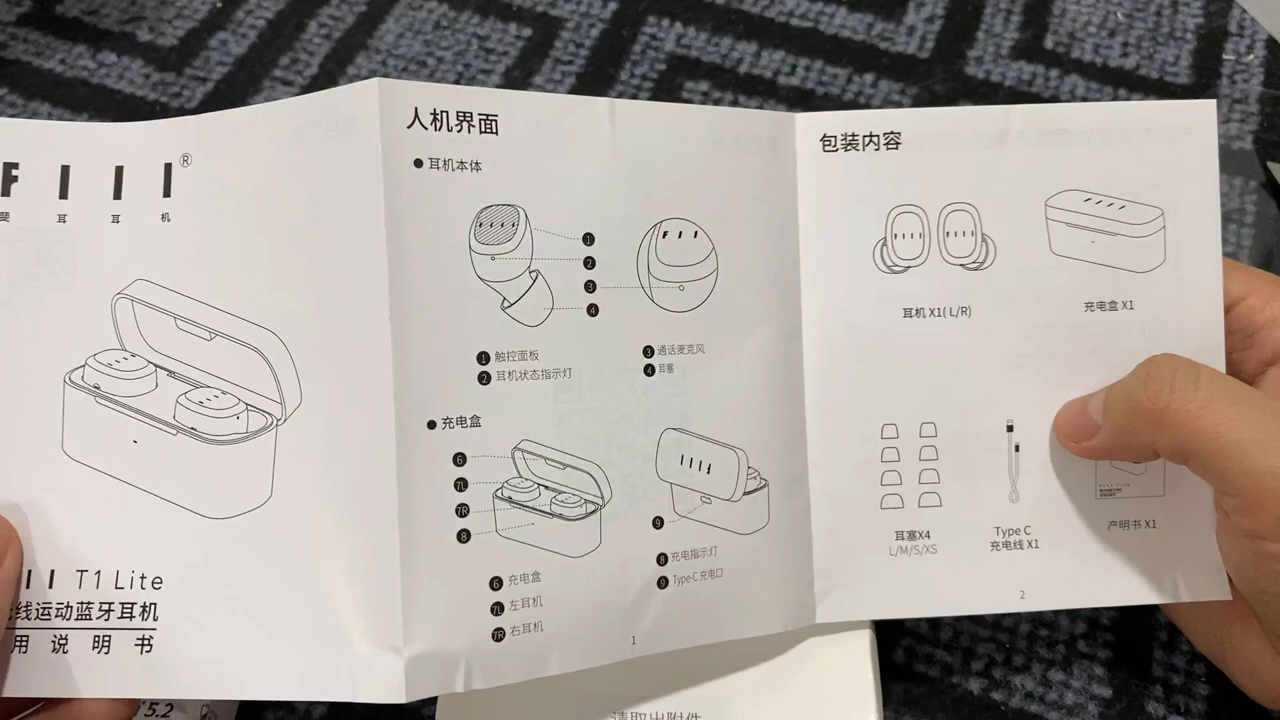 FIII®
斐耳耳机
II T1 Lite
线运动蓝牙耳机
用说明书
5.2
人机界面
● 耳机本体
1
2
3
4
FIII
1 触控面板
2 耳机状态指示灯
3 通话麦克风
4 耳塞
● 充电盒
6
7L
7R
8
9
6 充电盒
7L 左耳机
7R 右耳机
8 充电指示灯
9 Type-C 充电口
1
包装内容
FIII
FIII
耳机 X1( L/R)
充电盒 X1
耳塞X4
L/M/S/XS
Type C
充电线 X1
产明书 X1
2
请取出附件